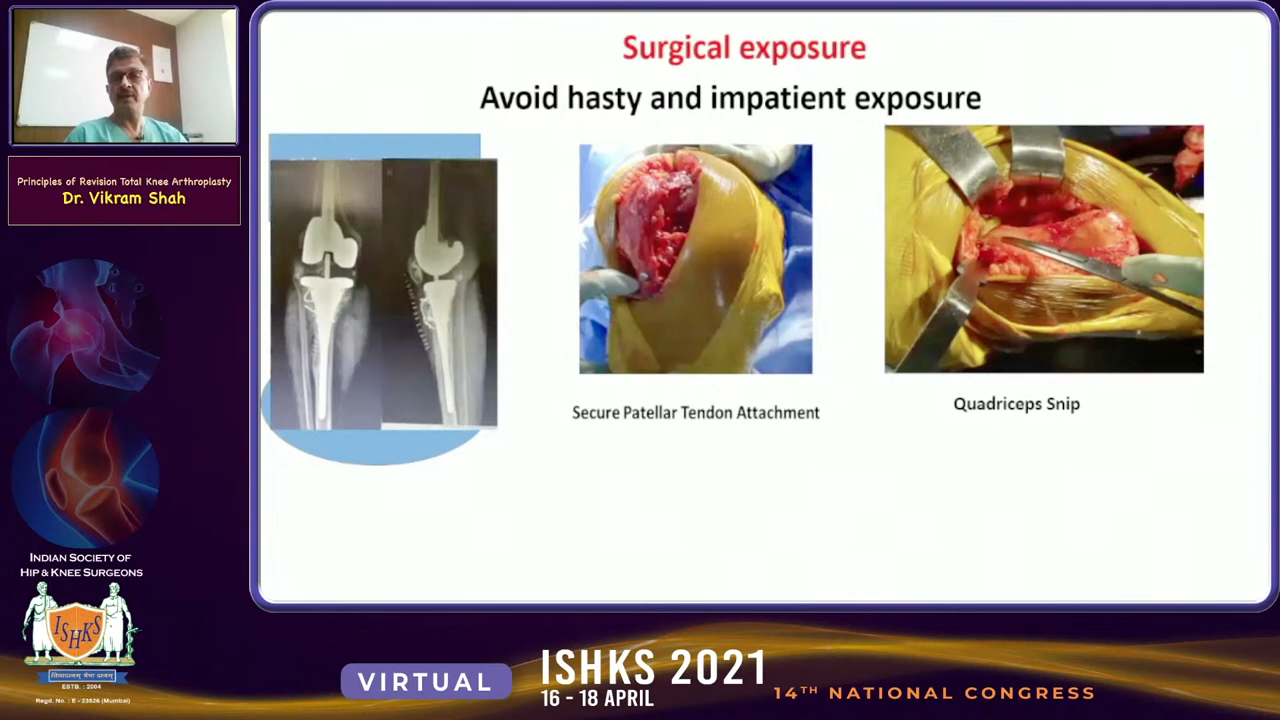 Surgical exposure
Avoid hasty and impatient exposure
Principles of Revision Total Knee Arthroplasty
Dr. Vikram Shah
Secure Patellar Tendon Attachment
Quadriceps Snip
INDIAN SOCIETY OF
HIP & KNEE SURGEONS
ISHKS
ESTB. : 2004
Regd. No. : E - 23526 (Mumbai)
VIRTUAL
ISHKS 2021
16 - 18 APRIL
14TH NATIONAL CONGRESS